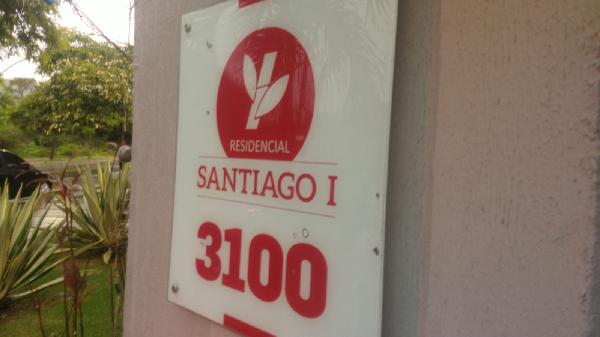 RESIDENCIAL
SANTIAGO I
3100